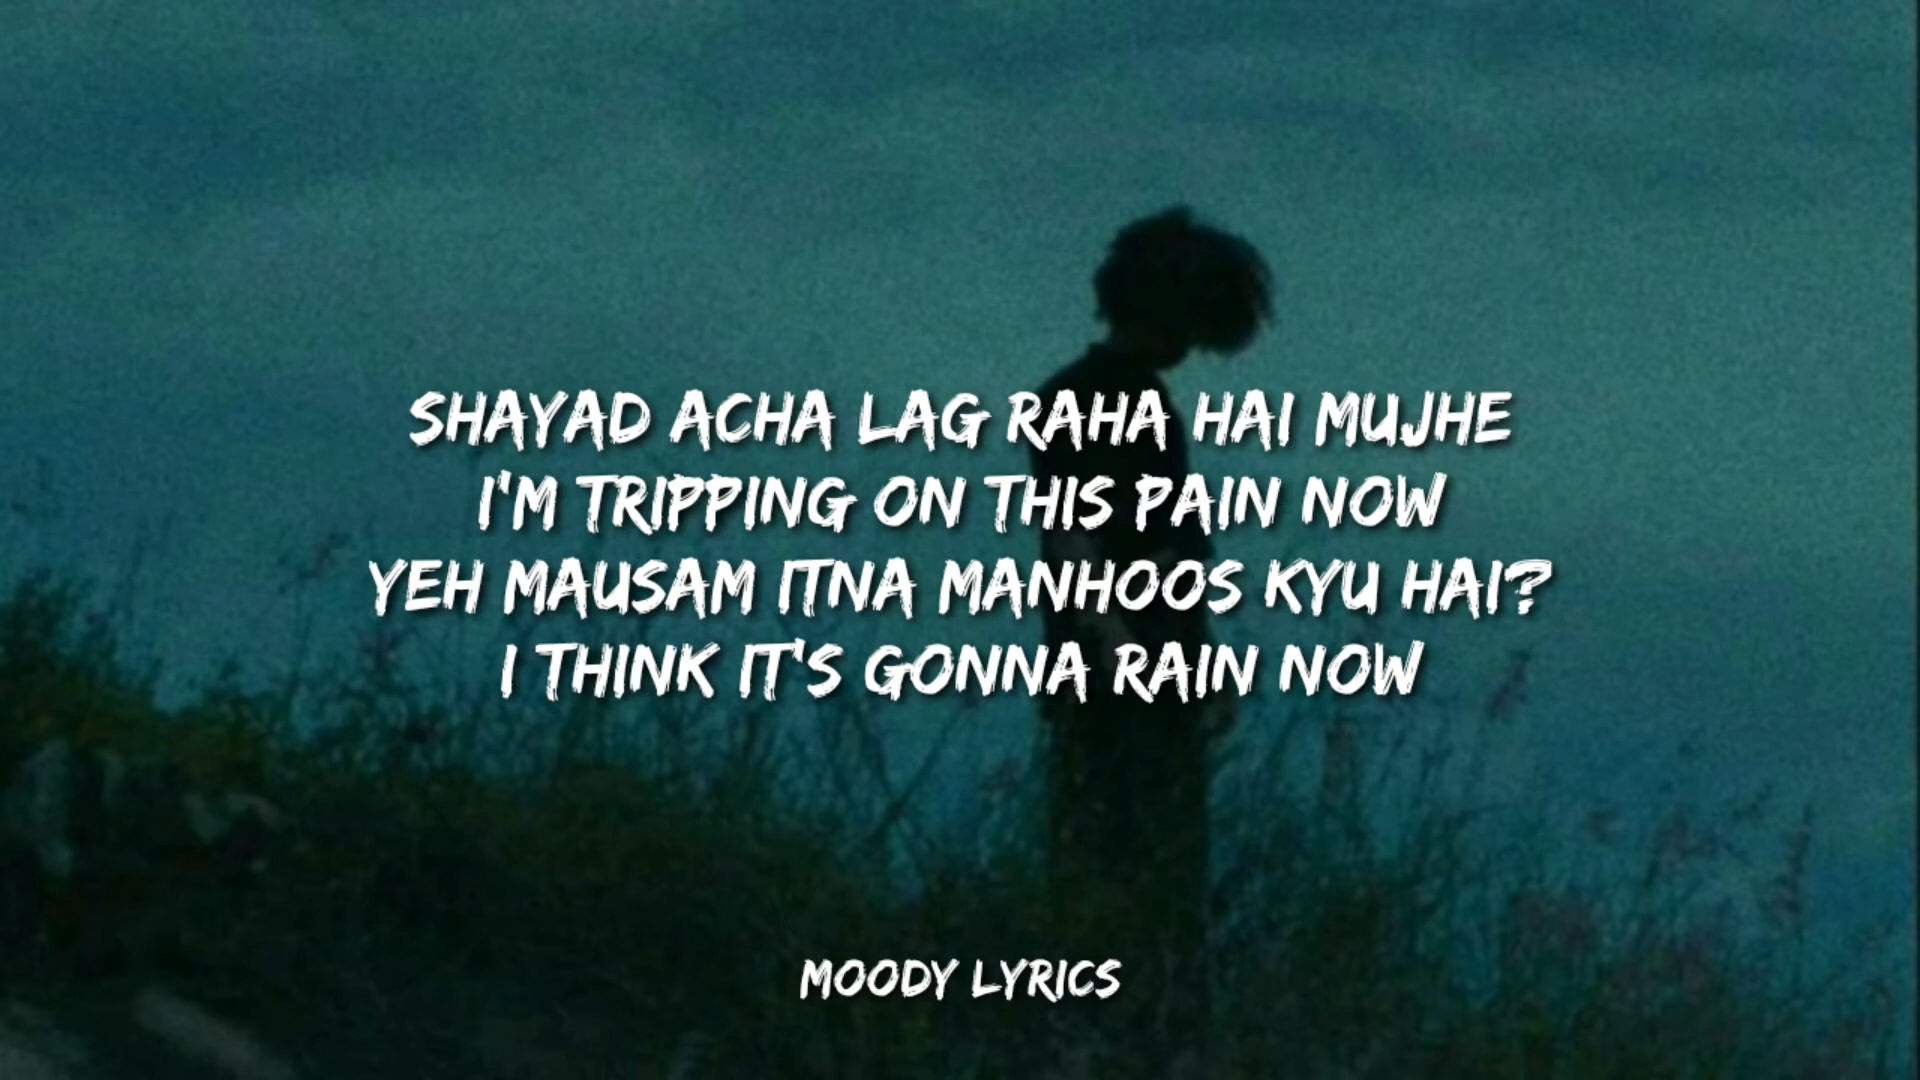 SHAYAD ACHA LAG RAHA HAI MUJHE
I'M TRIPPING ON THIS PAIN NOW
YEH MAUSAM ITNA MANHOOS KYU HAI?
I THINK IT'S GONNA RAIN NOW
MOODY LYRICS